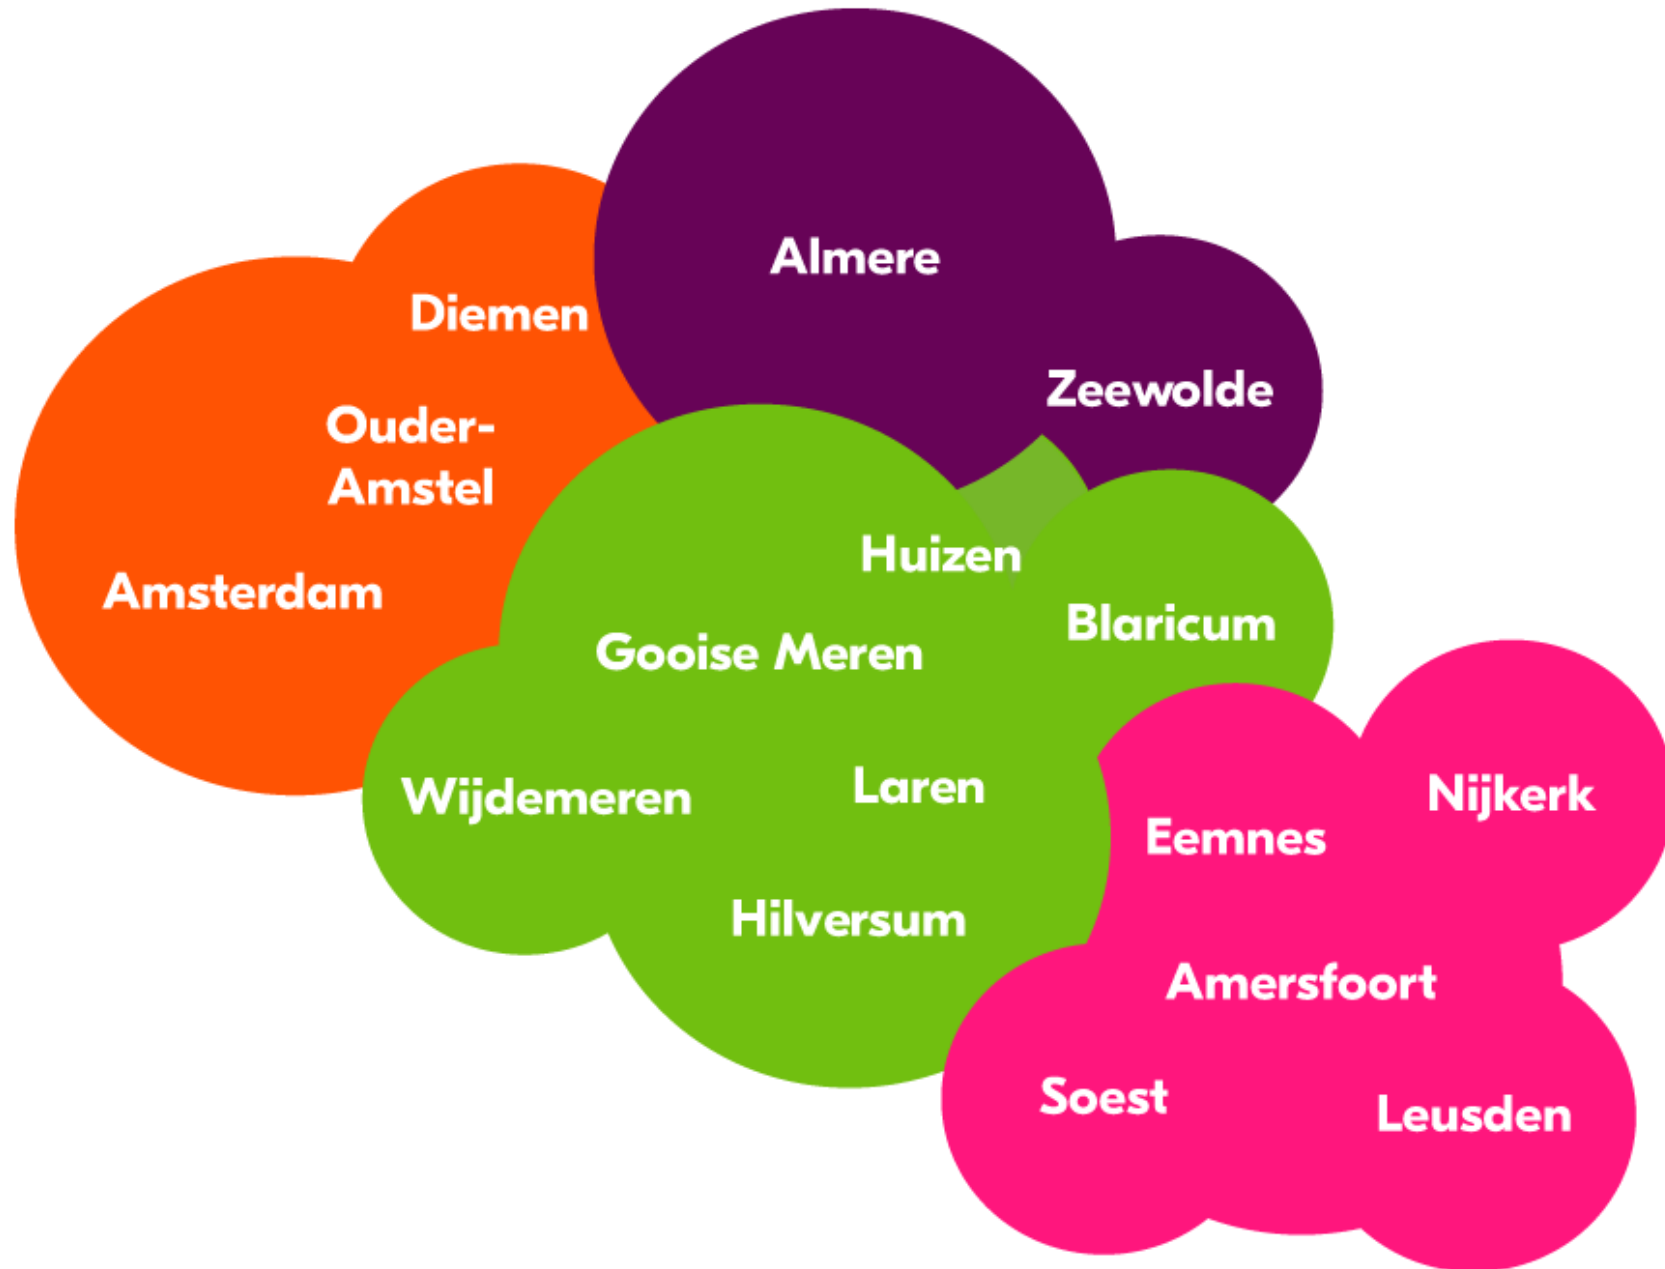 Almere
Diemen
Zeewolde
Ouder-
Amstel
Huizen
Amsterdam
Blaricum
Gooise Meren
Laren
Wijdemeren
Nijkerk
Eemnes
Hilversum
Amersfoort
Soest
Leusden